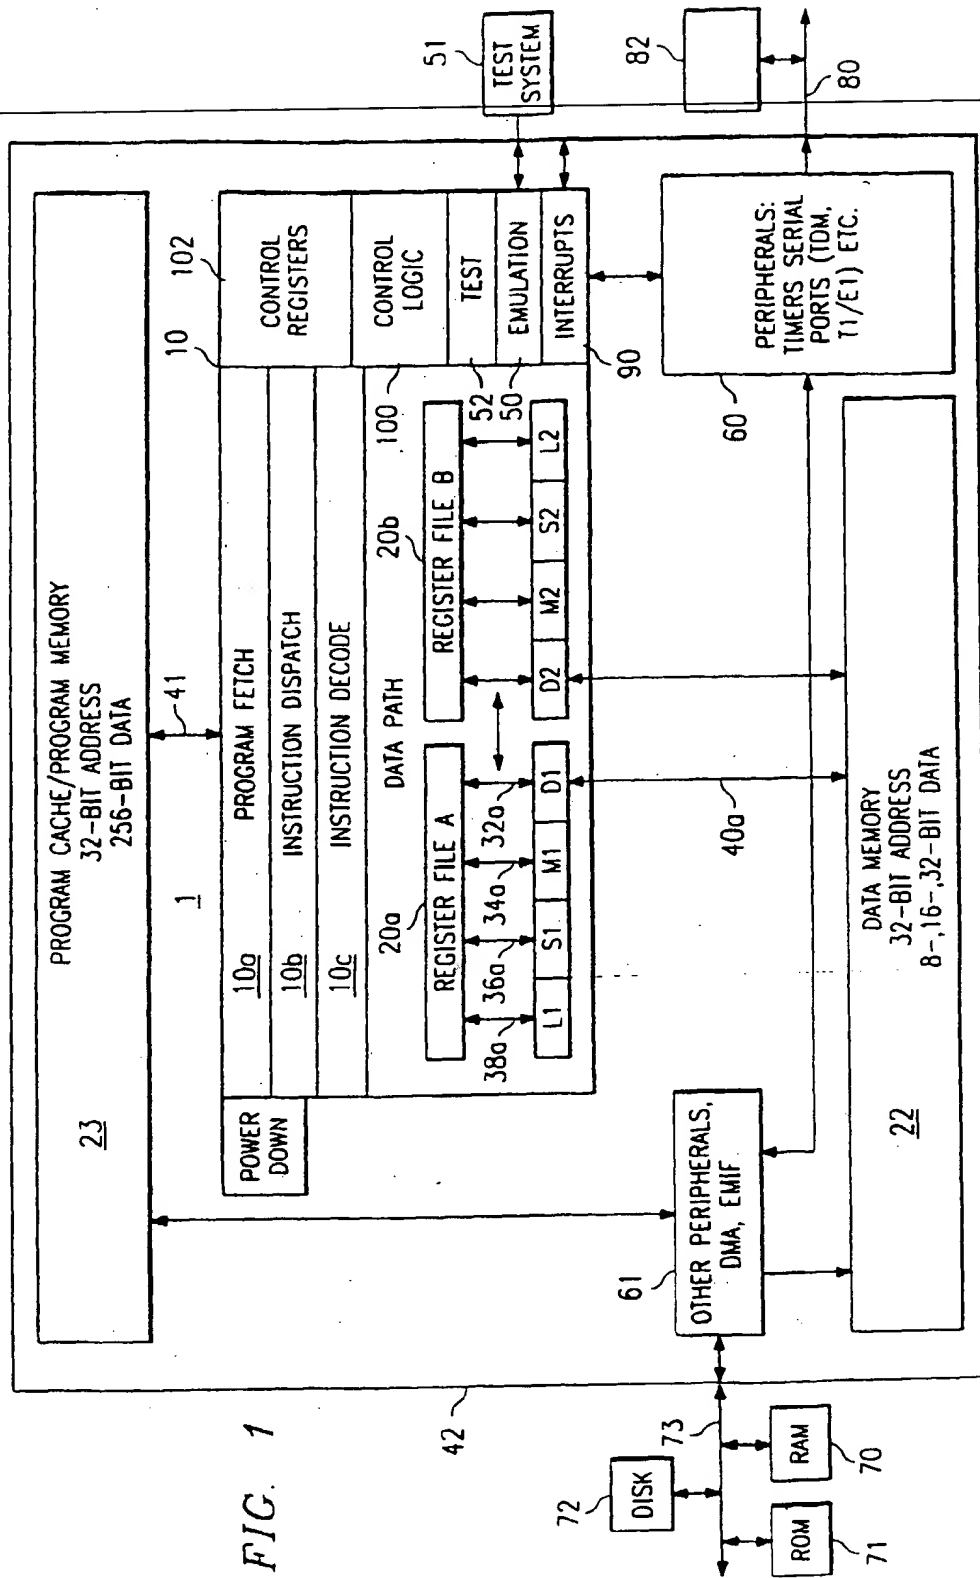 FIG. 1
42
PROGRAM CACHE/PROGRAM MEMORY
32-BIT ADDRESS
256-BIT DATA
23
1
41
10
102
POWER
DOWN
10a
PROGRAM FETCH
10b
INSTRUCTION DISPATCH
10c
INSTRUCTION DECODE
DATA PATH
CONTROL
REGISTERS
CONTROL
LOGIC
TEST
EMULATION
INTERRUPTS
100
52
50
90
20a
REGISTER FILE A
20b
REGISTER FILE B
38a
36a
34a
32a
L1
S1
M1
D1
D2
M2
S2
L2
51
TEST
SYSTEM
61
OTHER PERIPHERALS,
DMA, EMIF
40a
60
PERIPHERALS:
TIMERS SERIAL
PORTS (TDM,
T1/E1) ETC.
82
80
22
DATA MEMORY
32-BIT ADDRESS
8-,16-,32-BIT DATA
72
DISK
73
ROM
71
RAM
70